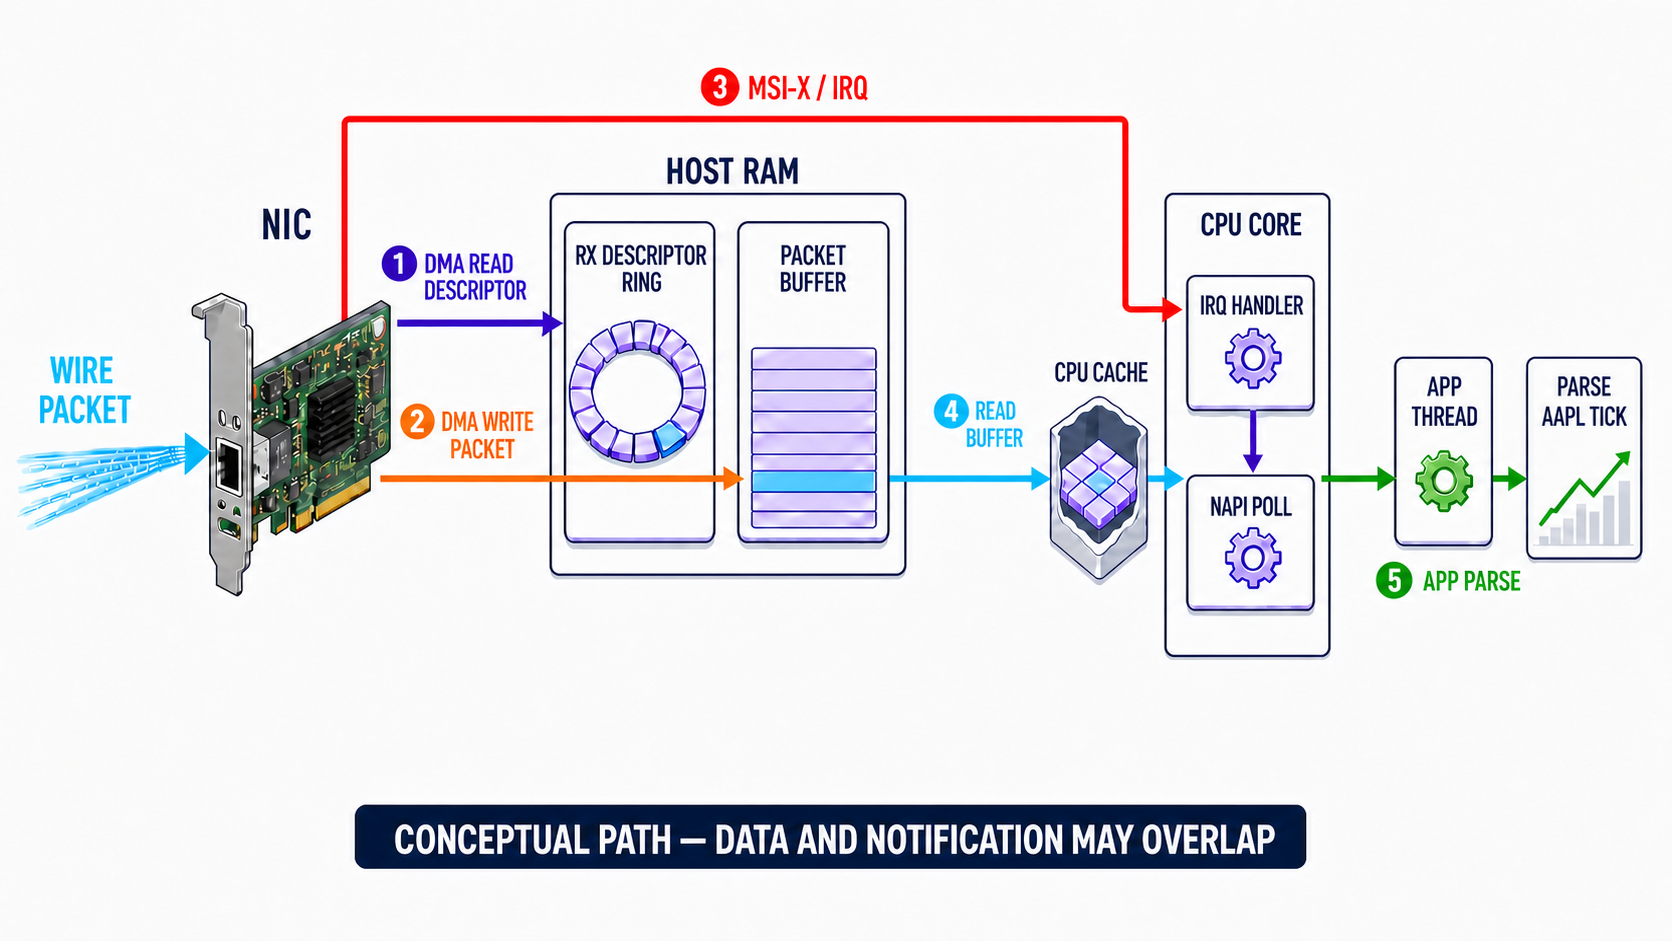 3 MSI-X / IRQ
HOST RAM
NIC
CPU CORE
1 DMA READ
DESCRIPTOR
RX DESCRIPTOR
RING
PACKET
BUFFER
IRQ HANDLER
WIRE
PACKET
CPU CACHE
2 DMA WRITE
PACKET
4 READ
BUFFER
APP
THREAD
PARSE
AAPL TICK
NAPI POLL
5 APP PARSE
CONCEPTUAL PATH — DATA AND NOTIFICATION MAY OVERLAP